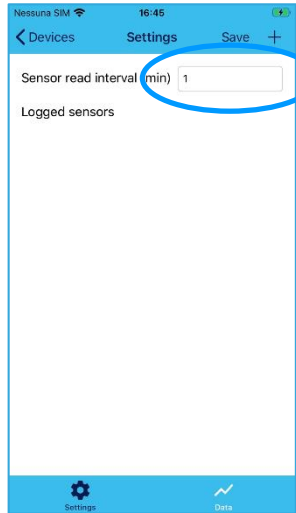 Nessuna SIM 16:45
Devices Settings Save +
Sensor read interval (min) 1
Logged sensors
Settings Data